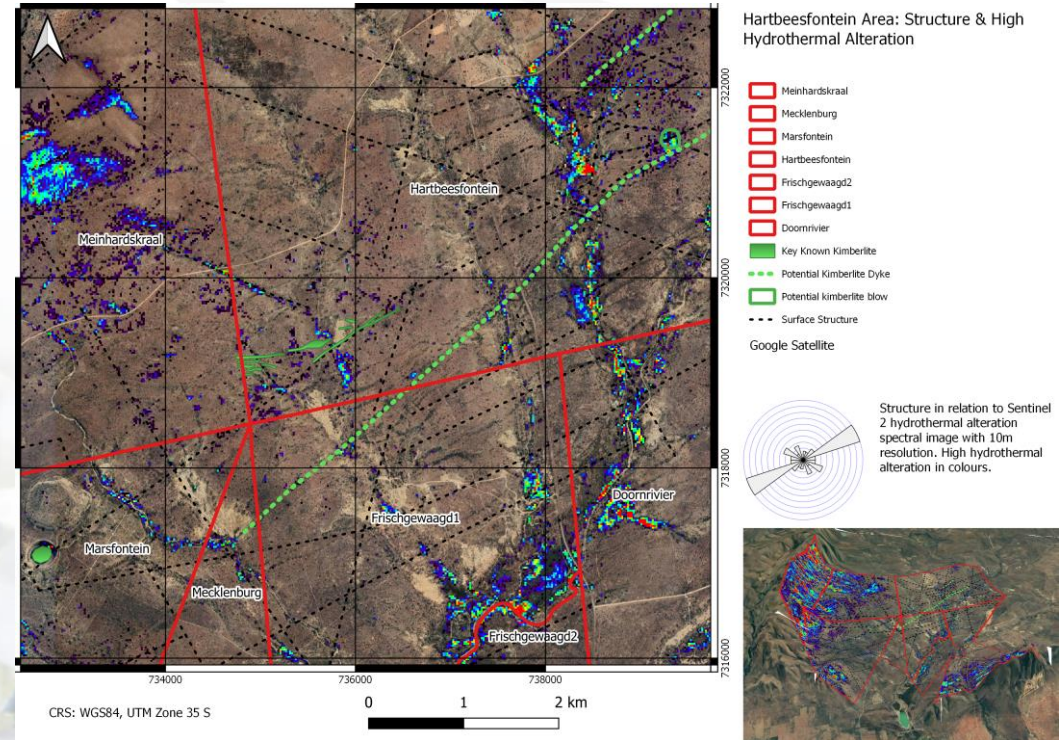 Hartbeesfontein Area: Structure & High
Hydrothermal Alteration
Meinhardskraal
Mecklenburg
Marsfontein
Hartbeesfontein
Frischgewaagd2
Frischgewaagd1
Doornrivier
Key Known Kimberlite
Potential Kimberlite Dyke
Potential kimberlite blow
Surface Structure
Google Satellite
Structure in relation to Sentinel
2 hydrothermal alteration
spectral image with 10m
resolution. High hydrothermal
alteration in colours.
Hartbeesfontein
Meinhardskraal
Doornrivier
Frischgewaagd1
Marsfontein
Mecklenburg
Frischgewaagd2
7322000
7320000
7318000
7316000
734000
736000
738000
CRS: WGS84, UTM Zone 35 S
0
1
2 km